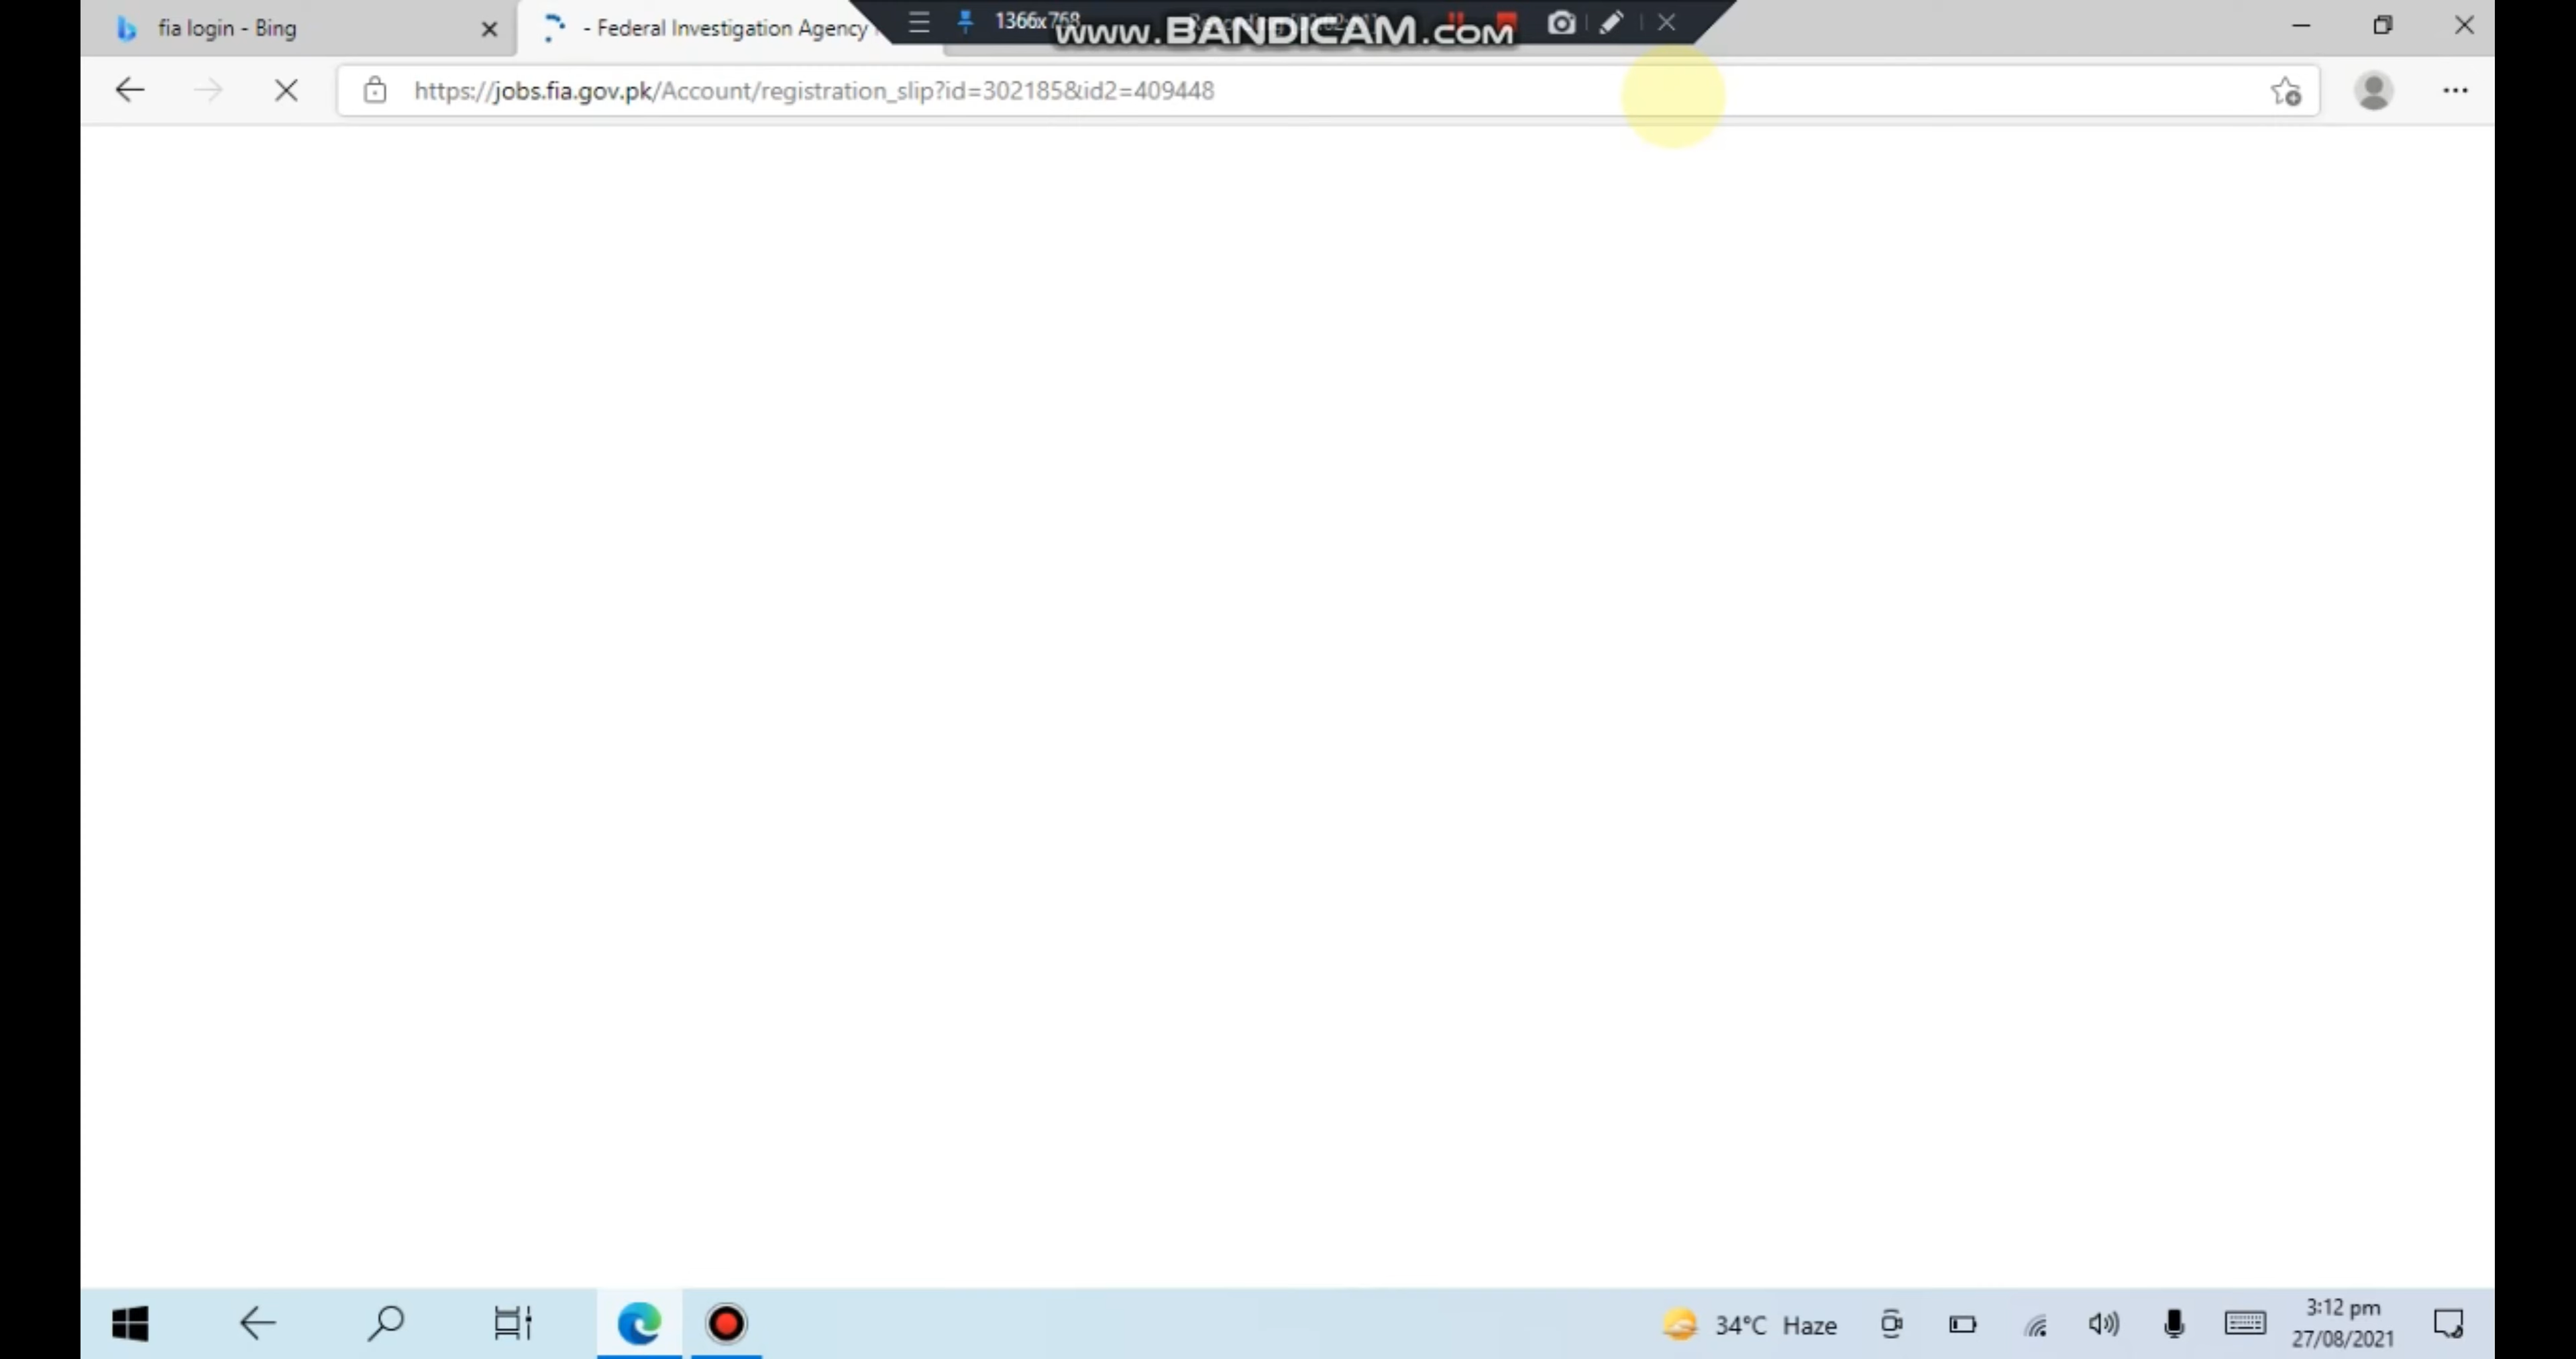 fia login - Bing
- Federal Investigation Agency
1366x768
www.BANDICAM.COM
https://jobs.fia.gov.pk/Account/registration_slip?id=302185&id2=409448
34°C Haze
3:12 pm
27/08/2021